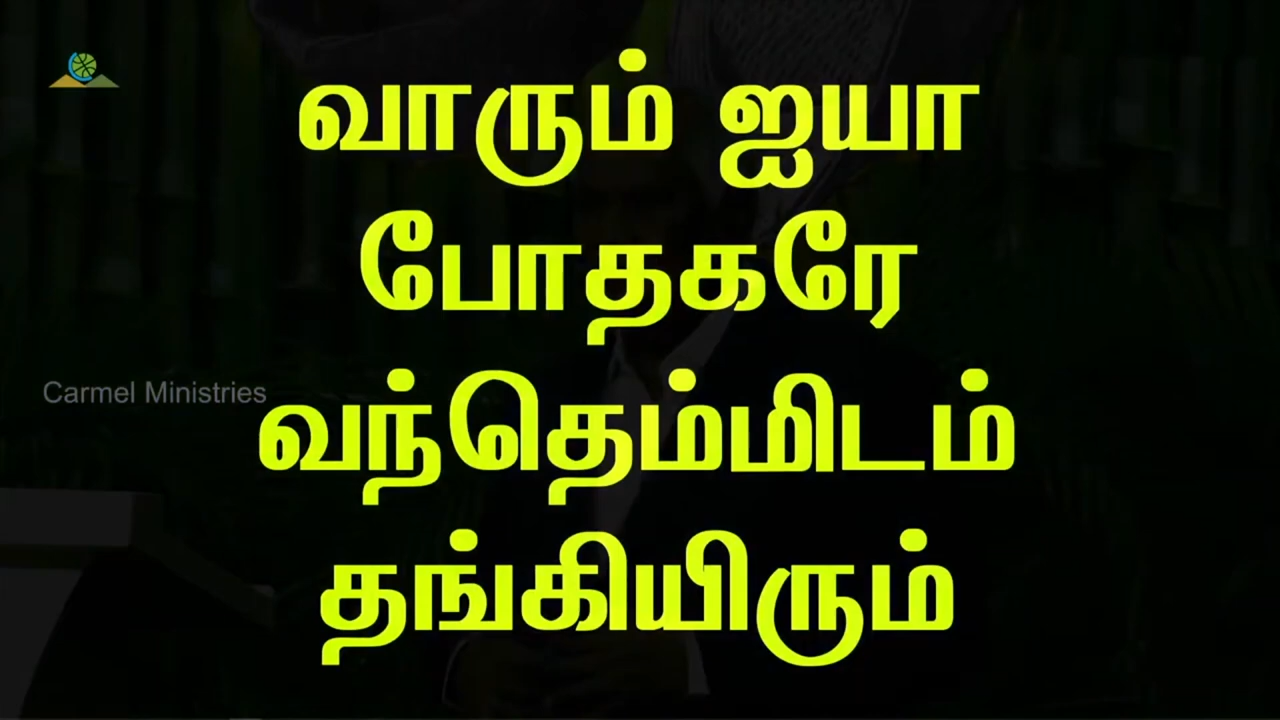 வாரும் ஐயா
போதகரே
Carmel Ministries
வந்தெம்மிடம்
தங்கியிரும்